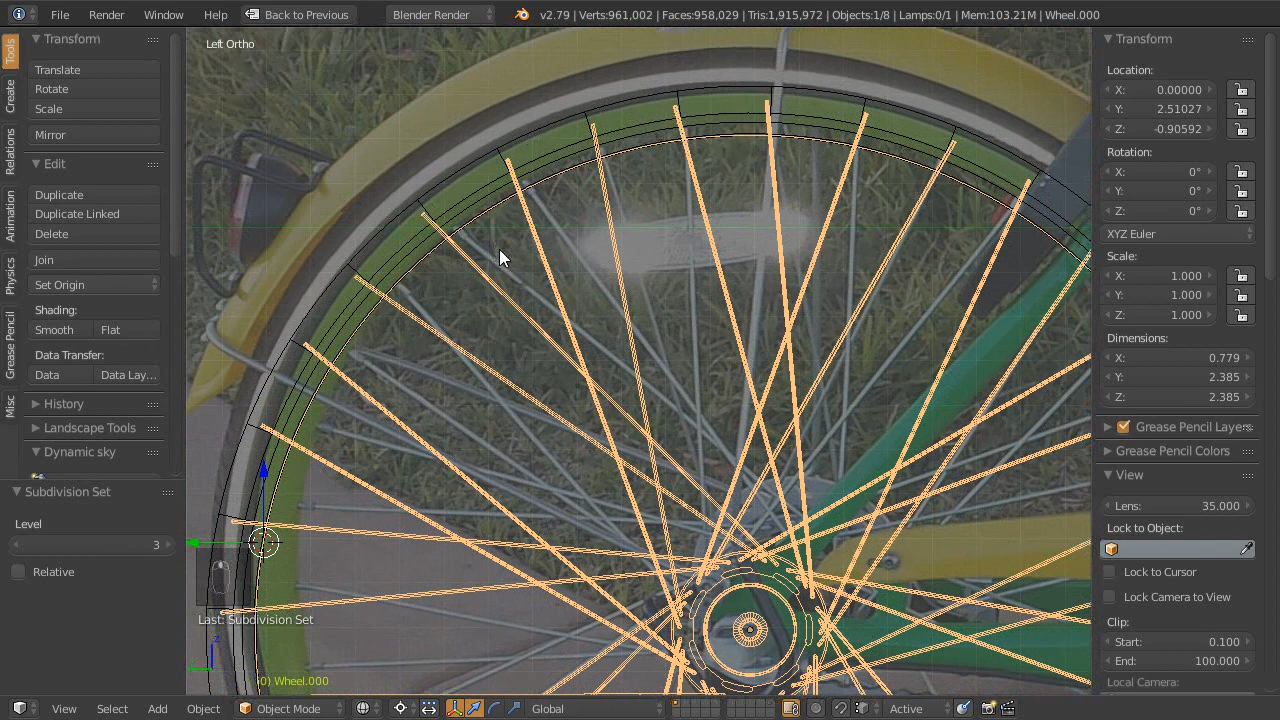 File Render Window Help Back to Previous Blender Render v2.79 | Verts:961,002 | Faces:958,029 | Tris:1,915,972 | Objects:1/8 | Lamps:0/1 | Mem:103.21M | Wheel.000
Tools
Create
Relations
Animation
Physics
Grease Pencil
Misc
Transform
Translate
Rotate
Scale
Mirror
Edit
Duplicate
Duplicate Linked
Delete
Join
Set Origin
Shading:
Smooth Flat
Data Transfer:
Data Data Lay...
History
Landscape Tools
Dynamic sky
Subdivision Set
Level
3
Relative
Left Ortho
Last: Subdivision Set
z
(0) Wheel.000
Transform
Location:
X: 0.00000
Y: 2.51027
Z: -0.90592
Rotation:
X: 0°
Y: 0°
Z: 0°
XYZ Euler
Scale:
X: 1.000
Y: 1.000
Z: 1.000
Dimensions:
X: 0.779
Y: 2.385
Z: 2.385
Grease Pencil Layers
Grease Pencil Colors
View
Lens: 35.000
Lock to Object:
Lock to Cursor
Lock Camera to View
Clip:
Start: 0.100
End: 100.000
Local Camera:
View Select Add Object Object Mode Global Active